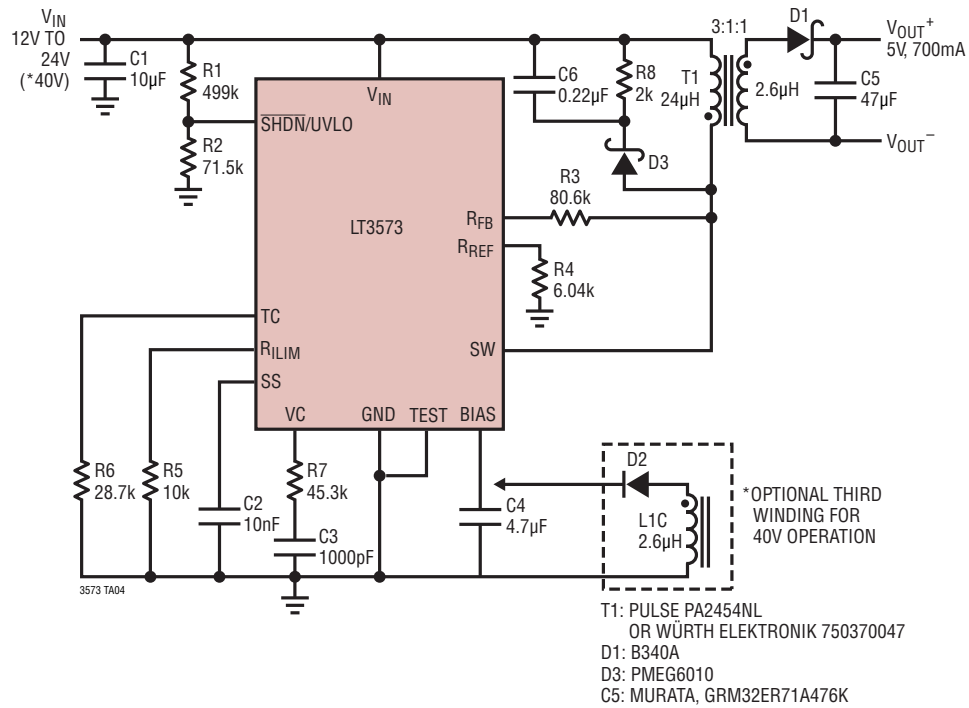 VIN
12V TO
24V
(*40V)
C1
10µF
R1
499k
R2
71.5k
VIN
SHDN/UVLO
LT3573
RFB
RREF
SW
TC
RILIM
SS
VC
GND
TEST
BIAS
C6
0.22µF
R8
2k
D3
R3
80.6k
R4
6.04k
3:1:1
T1
24µH
2.6µH
D1
C5
47µF
VOUT+
5V, 700mA
VOUT−
R6
28.7k
R5
10k
C2
10nF
R7
45.3k
C3
1000pF
C4
4.7µF
D2
L1C
2.6µH
*OPTIONAL THIRD
WINDING FOR
40V OPERATION
3573 TA04
T1: PULSE PA2454NL
OR WÜRTH ELEKTRONIK 750370047
D1: B340A
D3: PMEG6010
C5: MURATA, GRM32ER71A476K